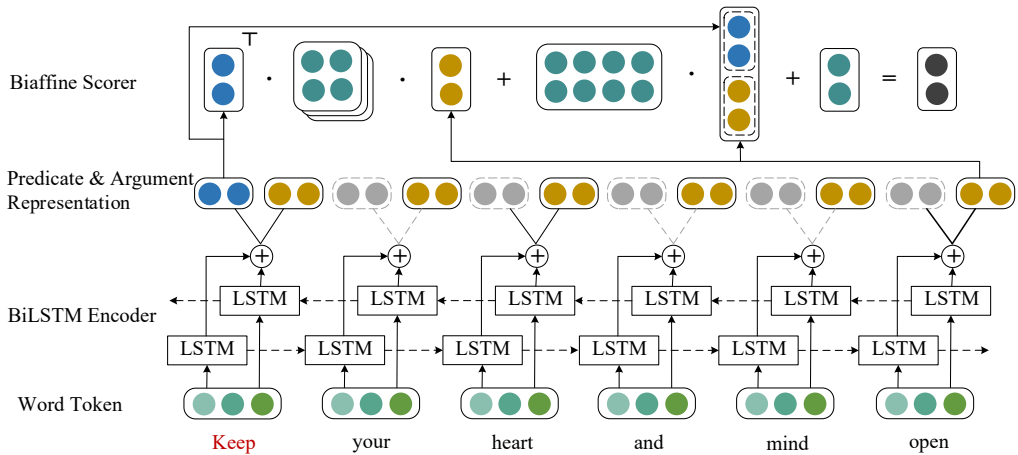 Biaffine Scorer
⊤
· · + · + =
Predicate & Argument
Representation
+ + + + + +
LSTM LSTM LSTM LSTM LSTM LSTM
BiLSTM Encoder
LSTM LSTM LSTM LSTM LSTM LSTM
Word Token
Keep your heart and mind open